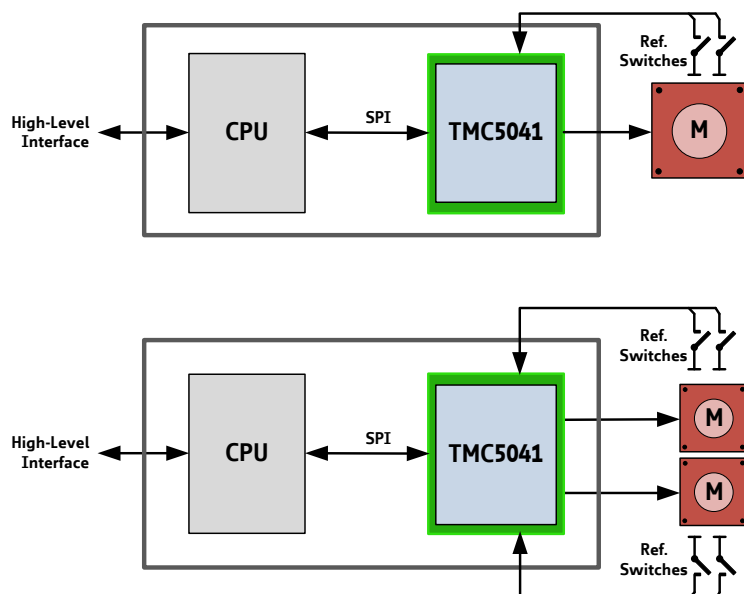 Ref.
Switches
High-Level
Interface
CPU
SPI
TMC5041
M
Ref.
Switches
High-Level
Interface
CPU
SPI
TMC5041
M
M
Ref.
Switches